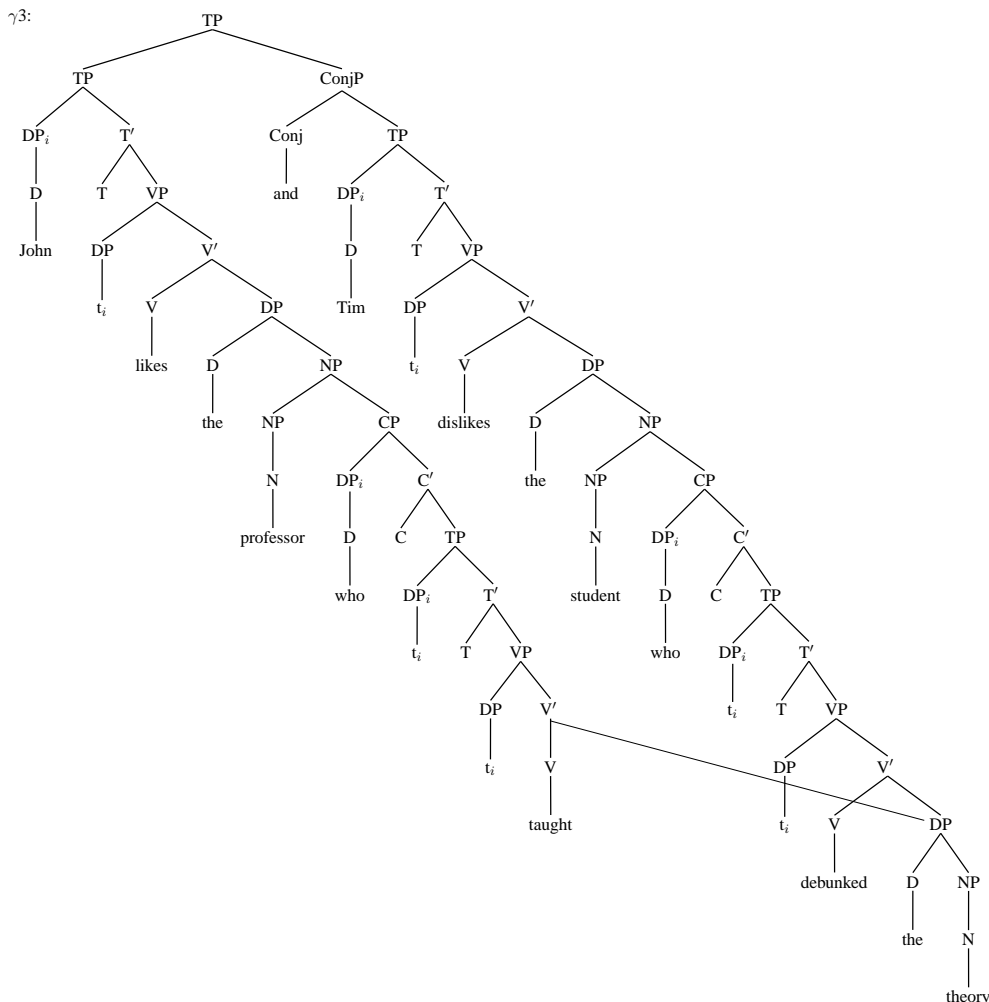 γ3:
TP
TP ConjP
DPᵢ T′ Conj TP
D T VP and DPᵢ T′
John DP V′ D T VP
tᵢ V DP Tim DP V′
likes D NP tᵢ V DP
the NP CP dislikes D NP
N DPᵢ C′ the NP CP
professor D C TP N DPᵢ C′
who DPᵢ T′ student D C TP
tᵢ T VP who DPᵢ T′
DP V′ tᵢ T VP
tᵢ V DP V′
taught tᵢ V DP
debunked D NP
the N
theory